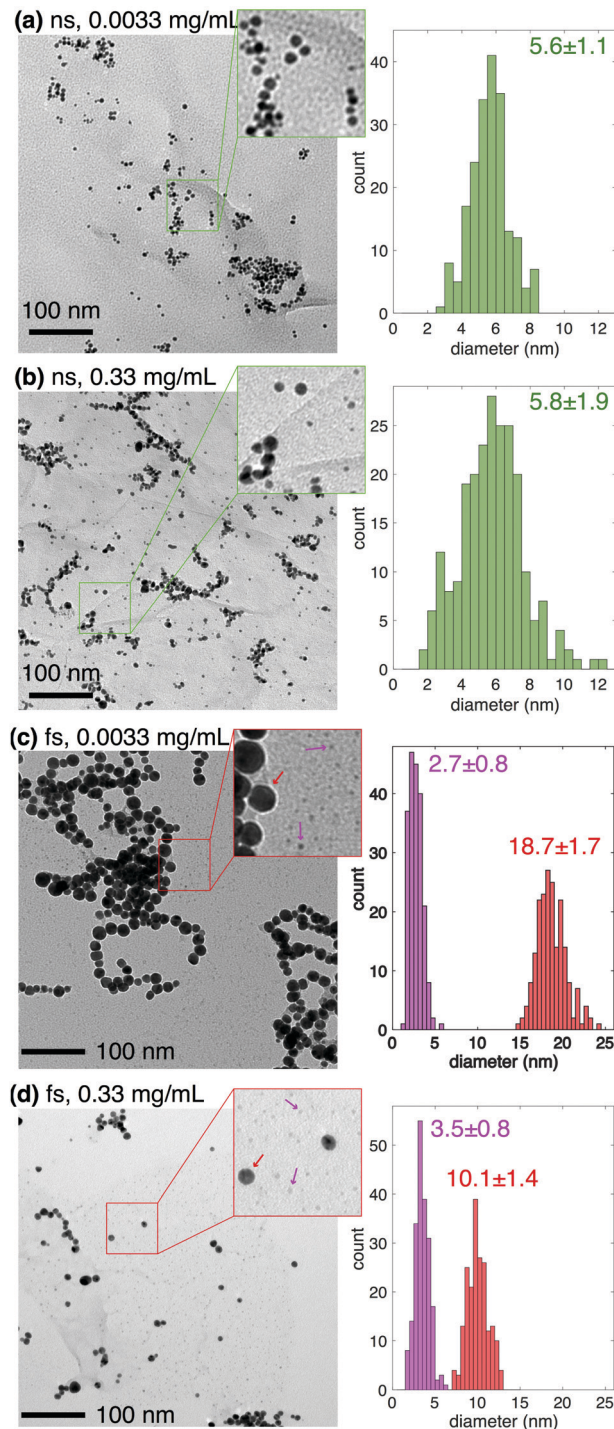 (a) ns, 0.0033 mg/mL
100 nm
5.6±1.1
count
40
30
20
10
0
0 2 4 6 8 10 12
diameter (nm)
(b) ns, 0.33 mg/mL
100 nm
5.8±1.9
count
25
20
15
10
5
0
0 2 4 6 8 10 12
diameter (nm)
(c) fs, 0.0033 mg/mL
100 nm
2.7±0.8
18.7±1.7
count
40
30
20
10
0
0 5 10 15 20 25
diameter (nm)
(d) fs, 0.33 mg/mL
100 nm
3.5±0.8
10.1±1.4
count
50
40
30
20
10
0
0 5 10 15 20 25
diameter (nm)